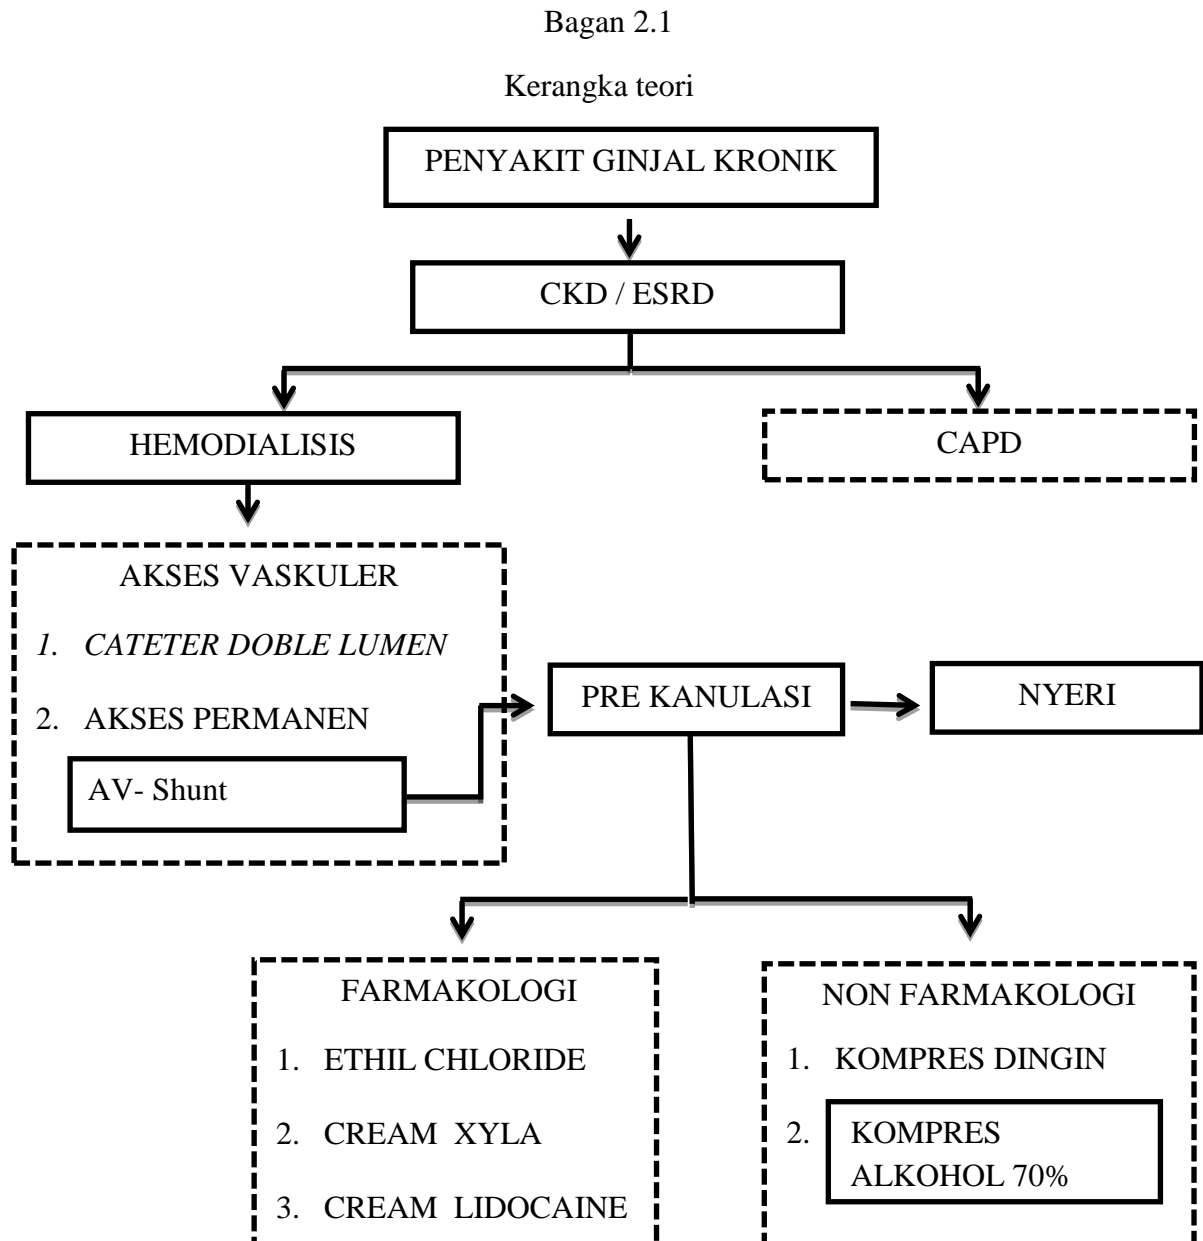 Bagan 2.1
Kerangka teori
PENYAKIT GINJAL KRONIK
CKD / ESRD
HEMODIALISIS
CAPD
AKSES VASKULER
1. CATETER DOBLE LUMEN
2. AKSES PERMANEN
AV- Shunt
PRE KANULASI
NYERI
FARMAKOLOGI
1. ETHIL CHLORIDE
2. CREAM XYLA
3. CREAM LIDOCAINE
NON FARMAKOLOGI
1. KOMPRES DINGIN
2. KOMPRES
ALKOHOL 70%